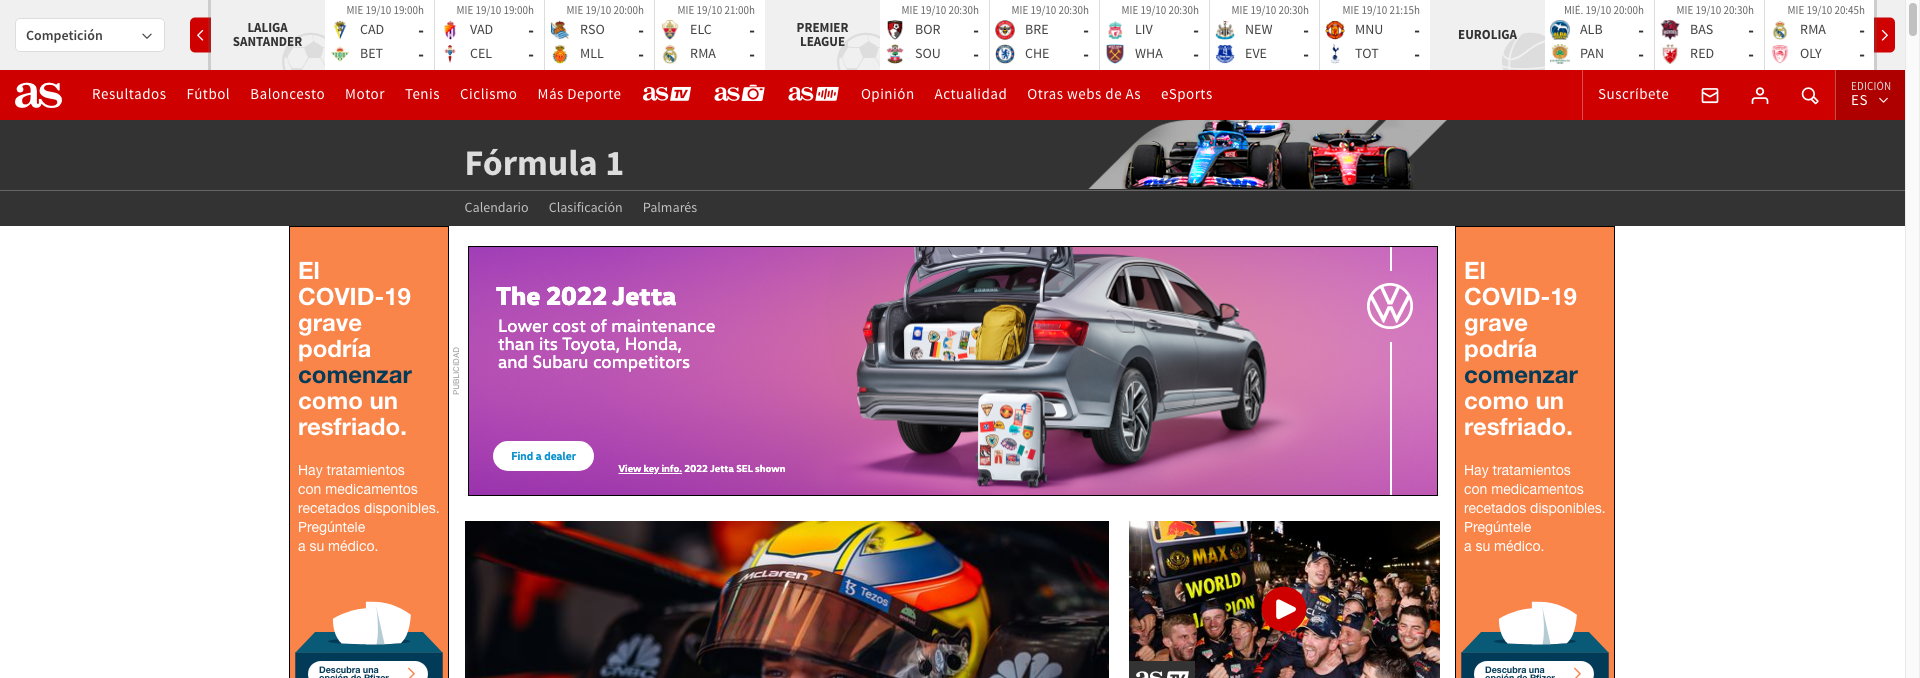 Competición
LALIGA
SANTANDER
MIE 19/10 19:00h
CAD -
BET -
MIE 19/10 19:00h
VAD -
CEL -
MIE 19/10 20:00h
RSO -
MLL -
MIE 19/10 21:00h
ELC -
RMA -
PREMIER
LEAGUE
MIE 19/10 20:30h
BOR -
SOU -
MIE 19/10 20:30h
BRE -
CHE -
MIE 19/10 20:30h
LIV -
WHA -
MIE 19/10 20:30h
NEW -
EVE -
MIE 19/10 21:15h
MNU -
TOT -
EUROLIGA
MIÉ. 19/10 20:00h
ALB -
PAN -
MIE 19/10 20:30h
BAS -
RED -
MIE 19/10 20:45h
RMA -
OLY -
as Resultados Fútbol Baloncesto Motor Tenis Ciclismo Más Deporte as TV as as Opinión Actualidad Otras webs de As eSports Suscríbete
EDICIÓN
ES
Fórmula 1
Calendario Clasificación Palmarés
El
COVID-19
grave
podría
comenzar
como un
resfriado.
Hay tratamientos
con medicamentos
recetados disponibles.
Pregúntele
a su médico.
Descubra una
opción de Pfizer
PUBLICIDAD
The 2022 Jetta
Lower cost of maintenance
than its Toyota, Honda,
and Subaru competitors
Find a dealer
View key info. 2022 Jetta SEL shown
McLaren
Tezos
CNBC
MAX
WORLD
as TV
El
COVID-19
grave
podría
comenzar
como un
resfriado.
Hay tratamientos
con medicamentos
recetados disponibles.
Pregúntele
a su médico.
Descubra una
opción de Pfizer